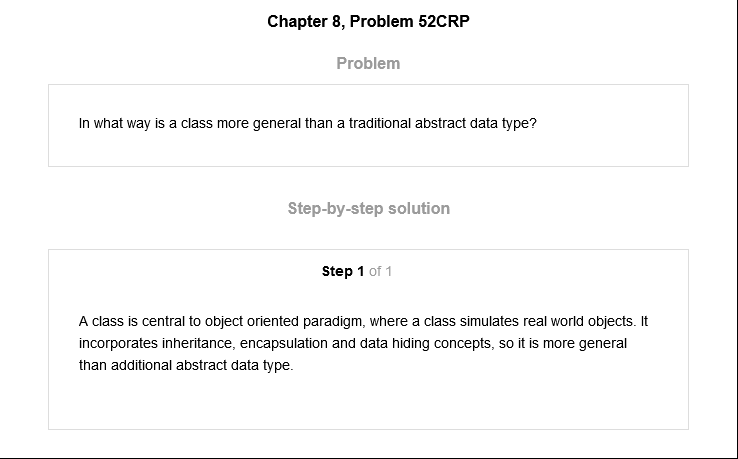 Chapter 8, Problem 52CRP
Problem
In what way is a class more general than a traditional abstract data type?
Step-by-step solution
Step 1 of 1
A class is central to object oriented paradigm, where a class simulates real world objects. It
incorporates inheritance, encapsulation and data hiding concepts, so it is more general
than additional abstract data type.